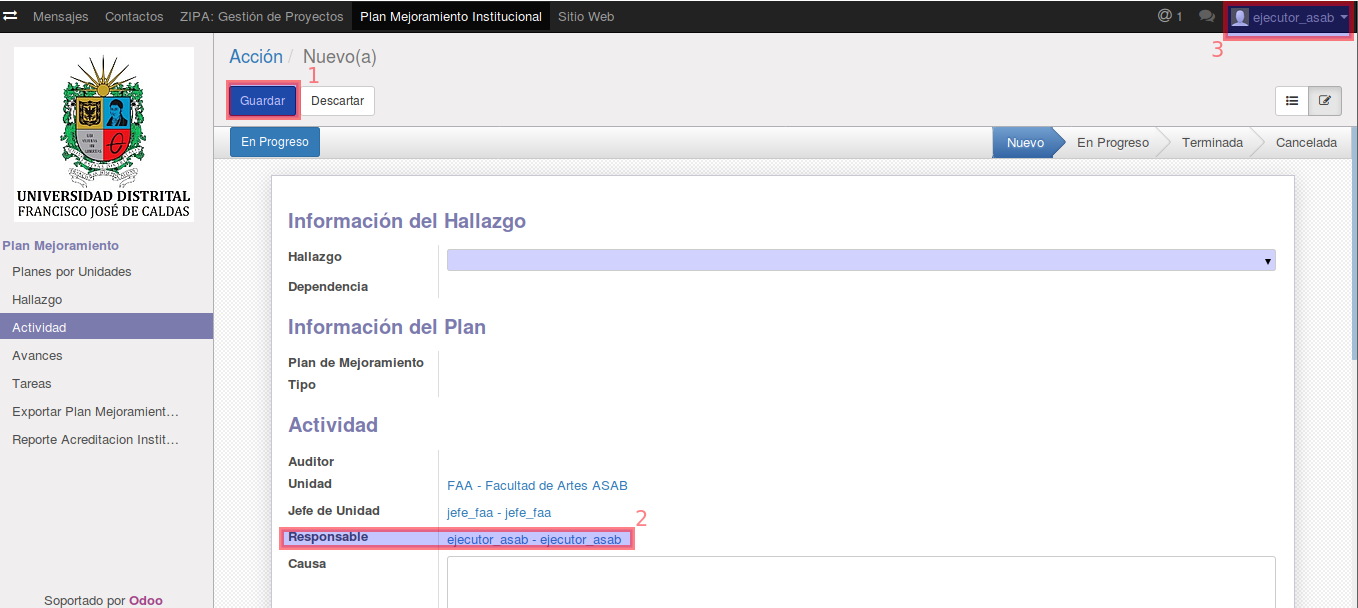 Mensajes Contactos ZIPA: Gestión de Proyectos Plan Mejoramiento Institucional Sitio Web @ 1 ejecutor_asab
3
Acción / Nuevo(a)
1
Guardar Descartar
En Progreso Nuevo En Progreso Terminada Cancelada
UNIVERSIDAD DISTRITAL
FRANCISCO JOSÉ DE CALDAS
Plan Mejoramiento
Planes por Unidades
Hallazgo
Actividad
Avances
Tareas
Exportar Plan Mejoramient...
Reporte Acreditacion Instit...
Soportado por Odoo
Información del Hallazgo
Hallazgo
Dependencia
Información del Plan
Plan de Mejoramiento
Tipo
Actividad
Auditor
Unidad FAA - Facultad de Artes ASAB
Jefe de Unidad jefe_faa - jefe_faa
2
Responsable ejecutor_asab - ejecutor_asab
Causa